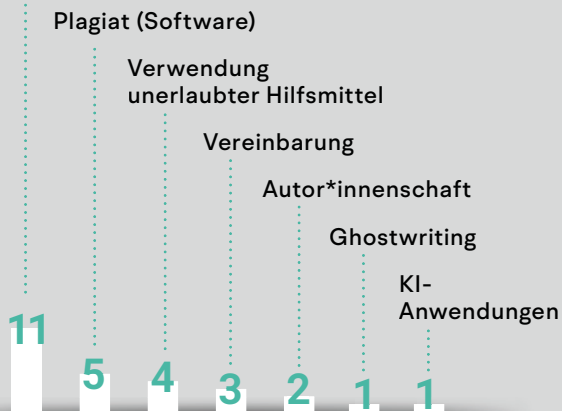 Plagiat (Software)
Verwendung
unerlaubter Hilfsmittel
Vereinbarung
Autor*innenschaft
Ghostwriting
KI-
Anwendungen
11
5
4
3
2
1
1